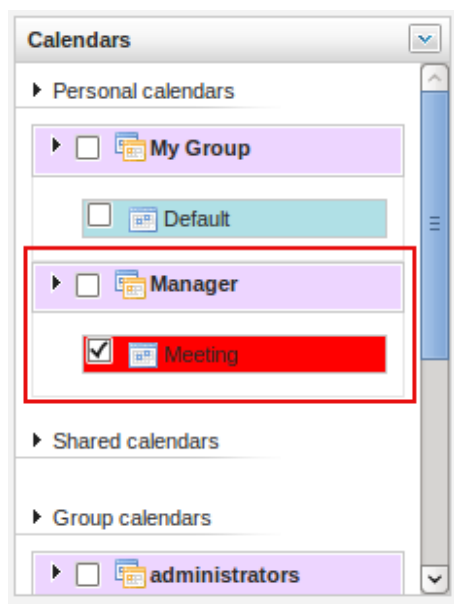 Calendars
Personal calendars
My Group
Default
Manager
Meeting
Shared calendars
Group calendars
administrators